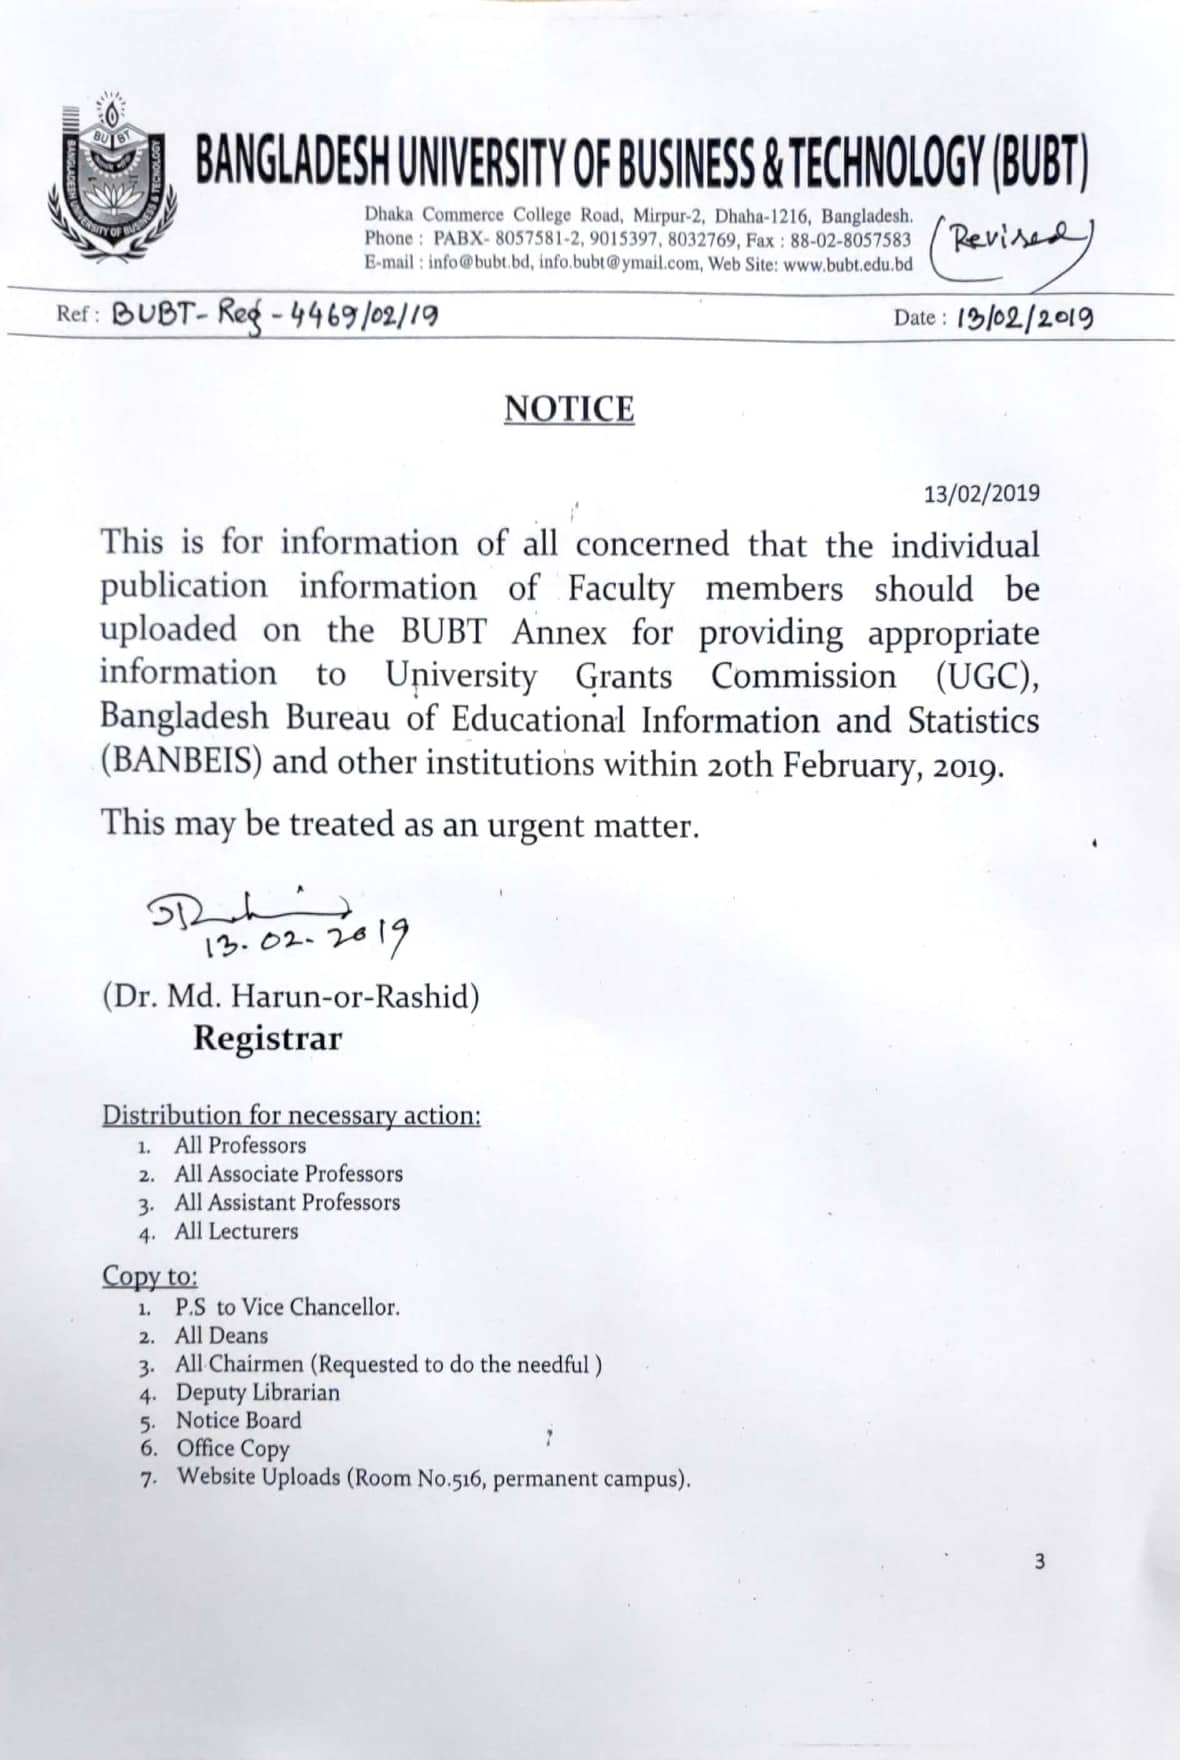 BU BT
BANGLADESH UNIVERSITY OF BUSINESS & TECHNOLOGY
BANGLADESH UNIVERSITY OF BUSINESS & TECHNOLOGY (BUBT)
Dhaka Commerce College Road, Mirpur-2, Dhaha-1216, Bangladesh.
Phone : PABX- 8057581-2, 9015397, 8032769, Fax : 88-02-8057583
(Revised)
E-mail : info@bubt.bd, info.bubt@ymail.com, Web Site: www.bubt.edu.bd
Ref : BUBT-Reg-4469/02/19
Date : 13/02/2019
NOTICE
13/02/2019
This is for information of all concerned that the individual
publication information of Faculty members should be
uploaded on the BUBT Annex for providing appropriate
information to University Grants Commission (UGC),
Bangladesh Bureau of Educational Information and Statistics
(BANBEIS) and other institutions within 20th February, 2019.
This may be treated as an urgent matter.
13.02.2019
(Dr. Md. Harun-or-Rashid)
Registrar
Distribution for necessary action:
1. All Professors
2. All Associate Professors
3. All Assistant Professors
4. All Lecturers
Copy to:
1. P.S to Vice Chancellor.
2. All Deans
3. All Chairmen (Requested to do the needful )
4. Deputy Librarian
5. Notice Board
6. Office Copy
7. Website Uploads (Room No.516, permanent campus).
3